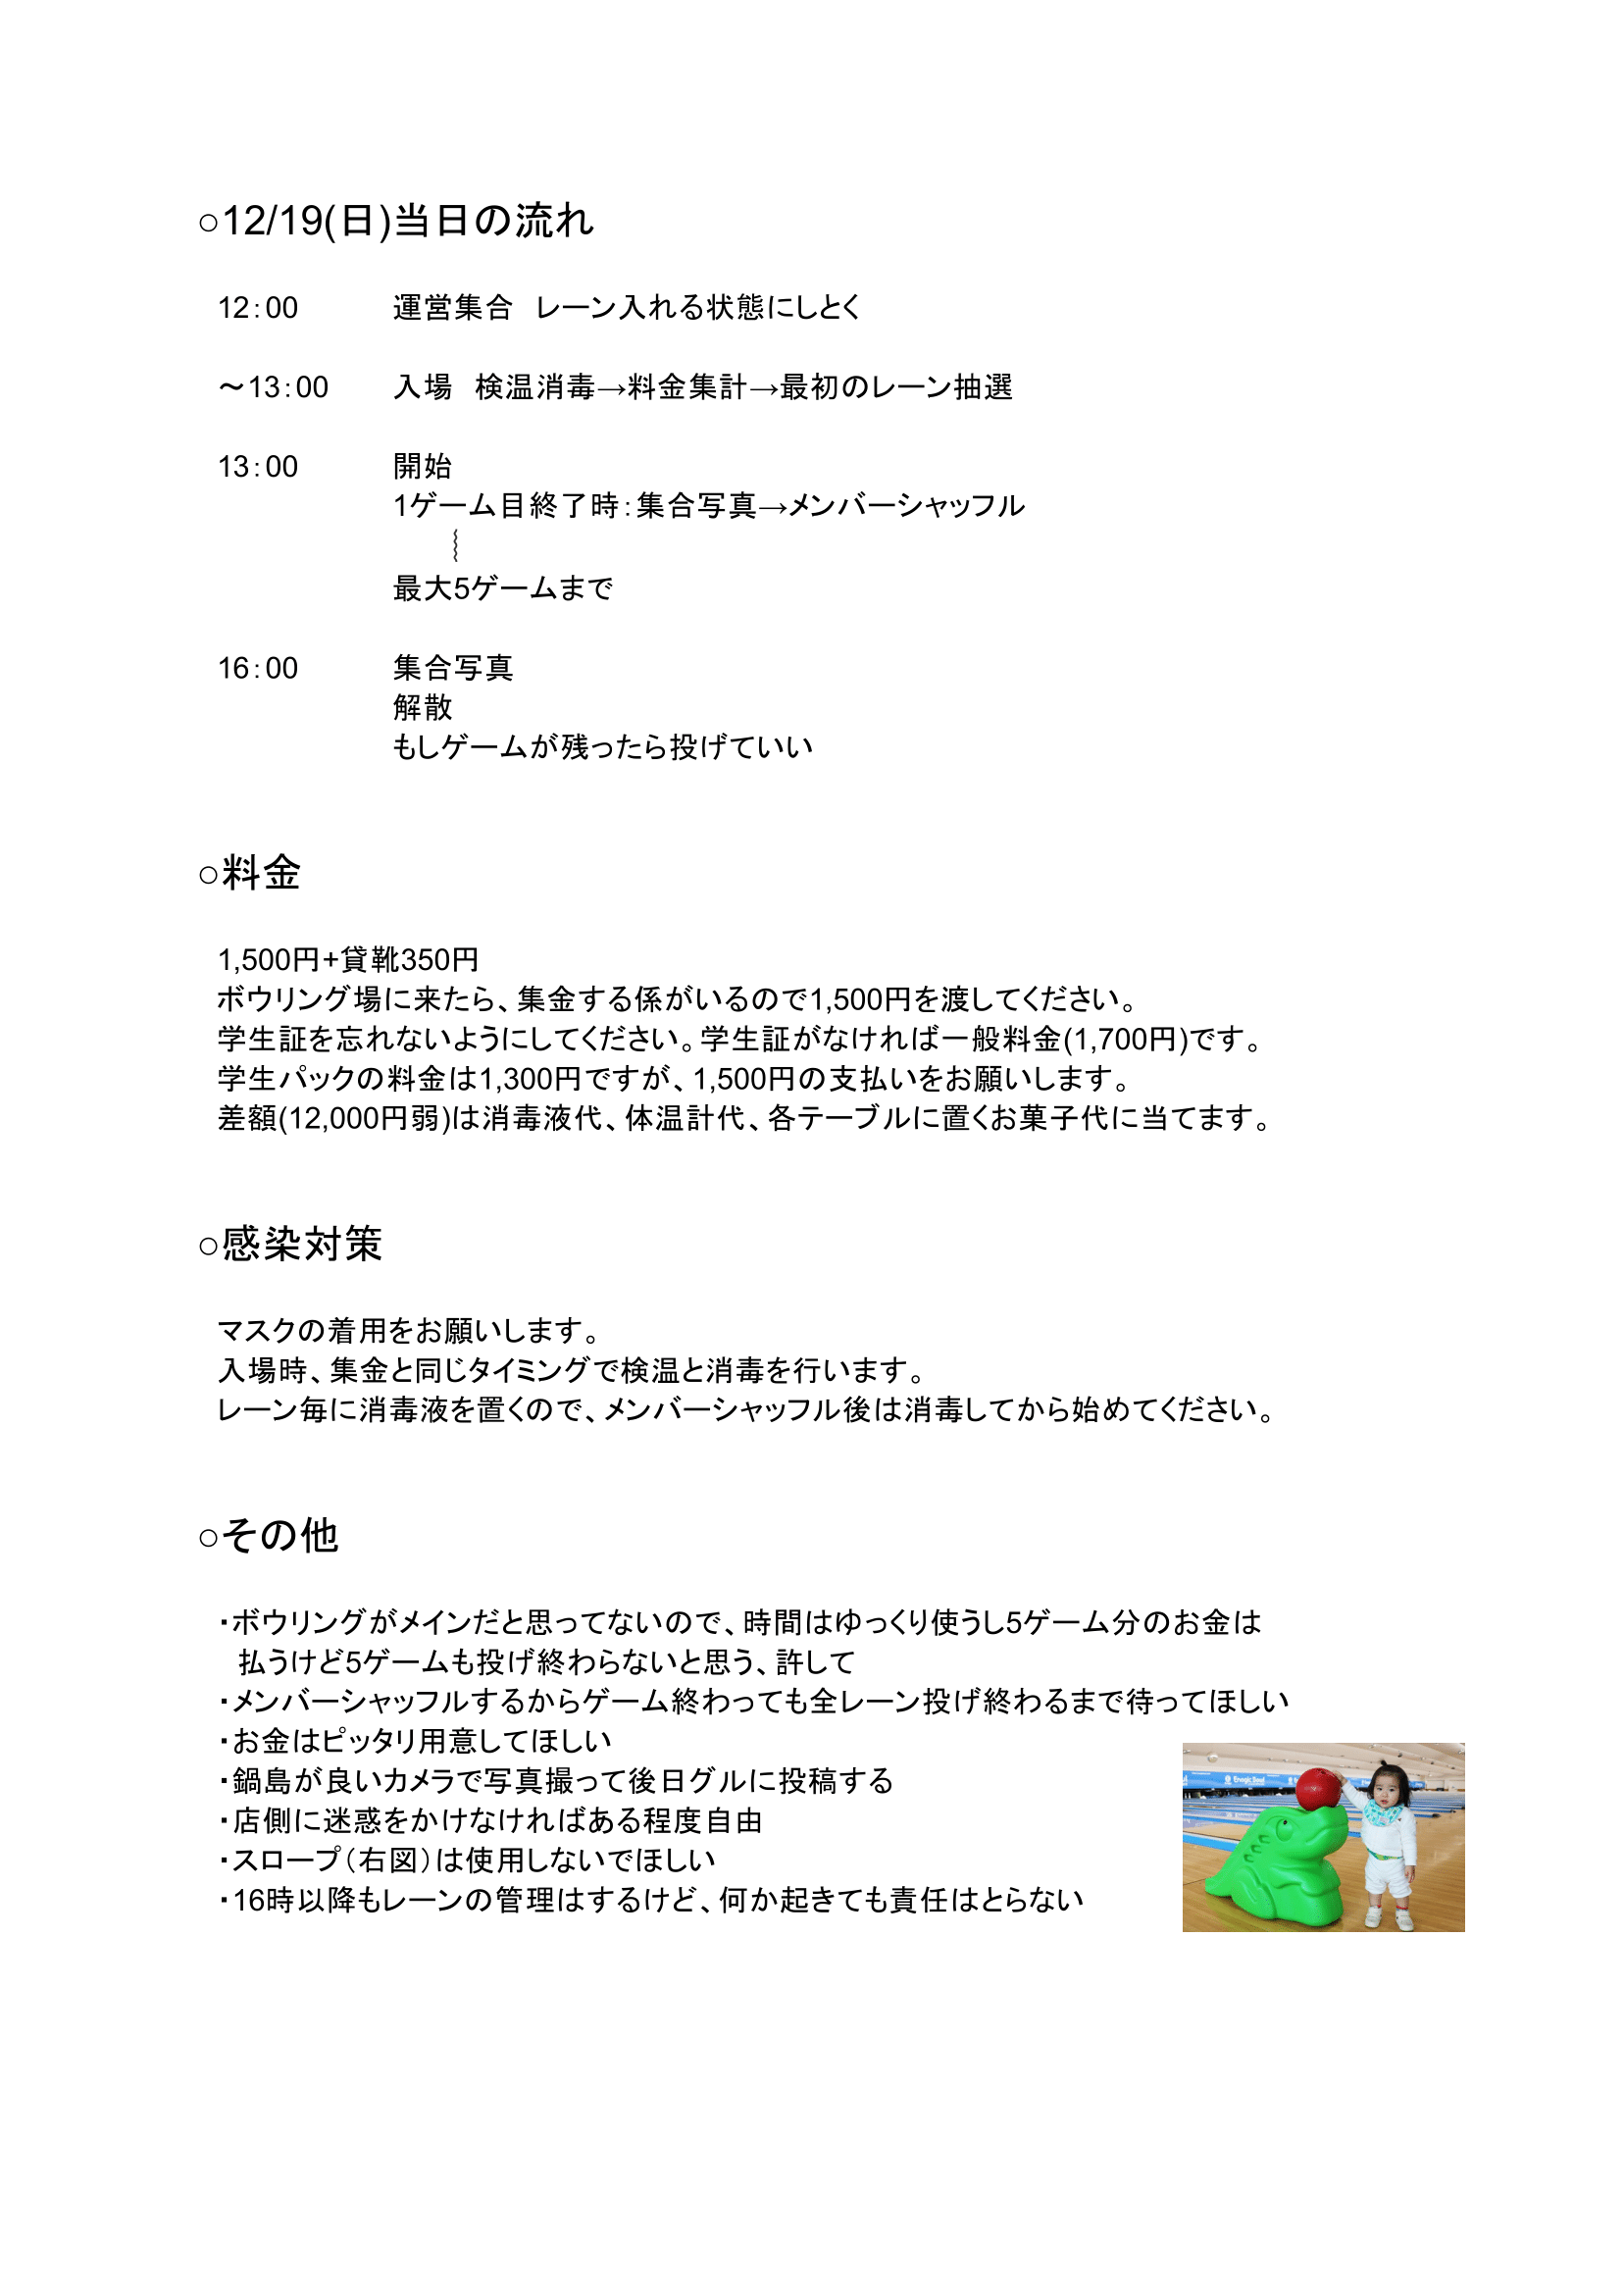 ○12/19(日)当日の流れ
12：00　運営集合　レーン入れる状態にしとく
～13：00　入場　検温消毒→料金集計→最初のレーン抽選
13：00　開始
1ゲーム目終了時：集合写真→メンバーシャッフル
最大5ゲームまで
16：00　集合写真
解散
もしゲームが残ったら投げていい
○料金
1,500円+貸靴350円
ボウリング場に来たら、集金する係がいるので1,500円を渡してください。
学生証を忘れないようにしてください。学生証がなければ一般料金(1,700円)です。
学生パックの料金は1,300円ですが、1,500円の支払いをお願いします。
差額(12,000円弱)は消毒液代、体温計代、各テーブルに置くお菓子代に当てます。
○感染対策
マスクの着用をお願いします。
入場時、集金と同じタイミングで検温と消毒を行います。
レーン毎に消毒液を置くので、メンバーシャッフル後は消毒してから始めてください。
○その他
・ボウリングがメインだと思ってないので、時間はゆっくり使うし5ゲーム分のお金は
払うけど5ゲームも投げ終わらないと思う、許して
・メンバーシャッフルするからゲーム終わっても全レーン投げ終わるまで待ってほしい
・お金はピッタリ用意してほしい
・鍋島が良いカメラで写真撮って後日グルに投稿する
・店側に迷惑をかけなければある程度自由
・スロープ（右図）は使用しないでほしい
・16時以降もレーンの管理はするけど、何か起きても責任はとらない
Enagic Bowl